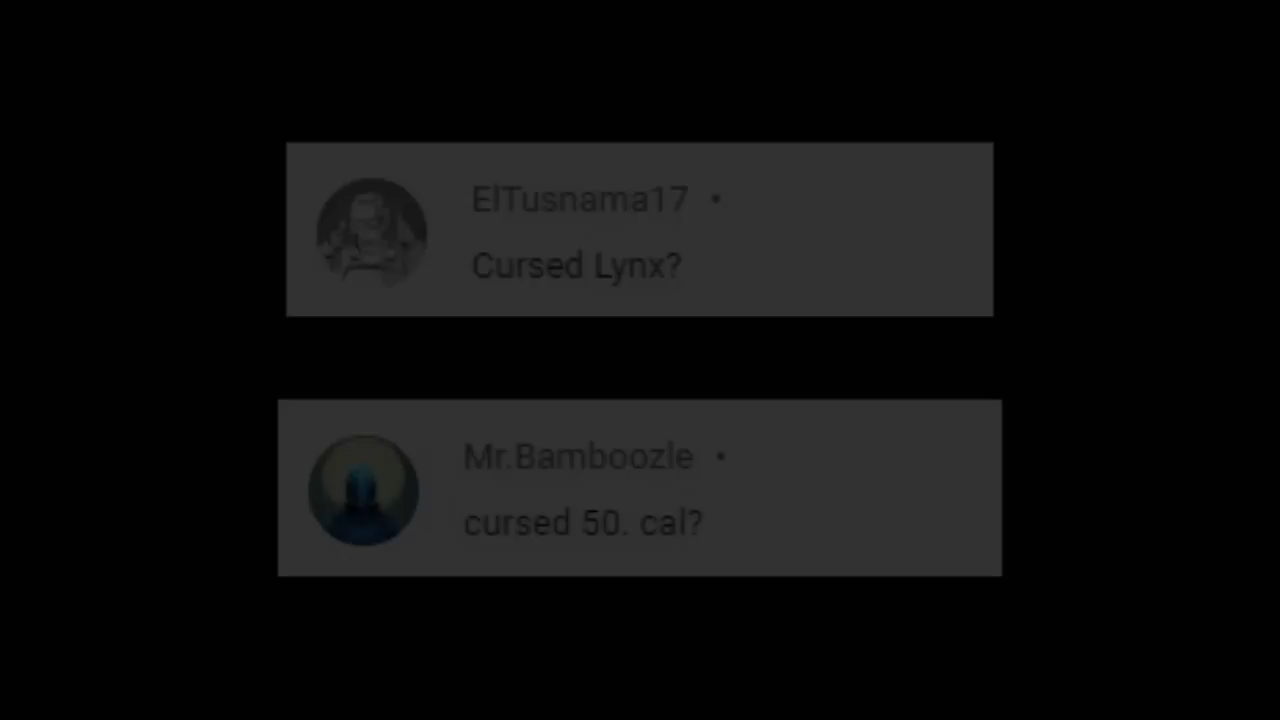 ElTusnama17 •
Cursed Lynx?
Mr.Bamboozle •
cursed 50. cal?